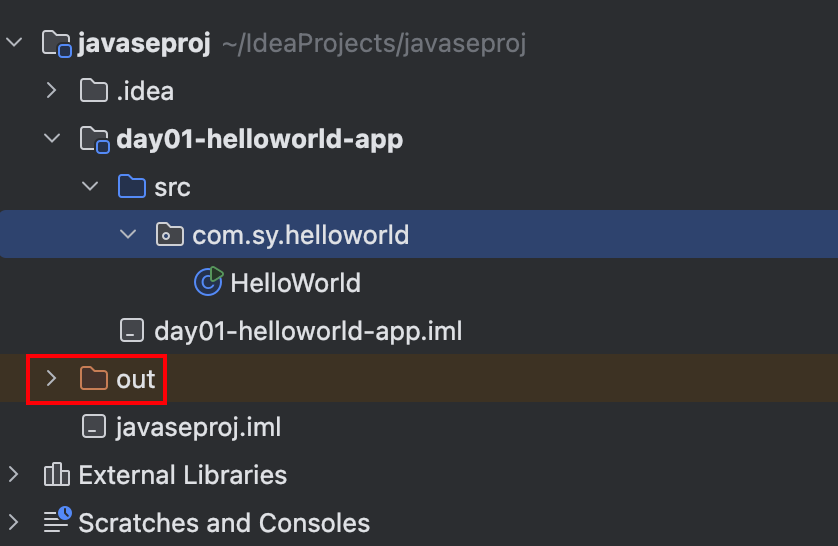 javaseproj ~/IdeaProjects/javaseproj
.idea
day01-helloworld-app
src
com.sy.helloworld
HelloWorld
day01-helloworld-app.iml
out
javaseproj.iml
External Libraries
Scratches and Consoles